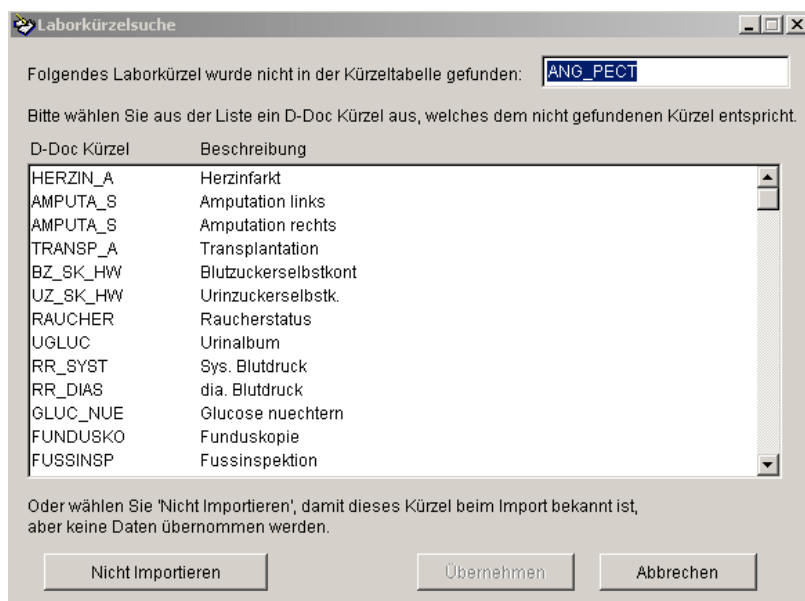 Laborkürzelsuche
Folgendes Laborkürzel wurde nicht in der Kürzeltabelle gefunden: ANG_PECT
Bitte wählen Sie aus der Liste ein D-Doc Kürzel aus, welches dem nicht gefundenen Kürzel entspricht.
D-Doc Kürzel Beschreibung
HERZIN_A Herzinfarkt
AMPUTA_S Amputation links
AMPUTA_S Amputation rechts
TRANSP_A Transplantation
BZ_SK_HW Blutzuckerselbstkont
UZ_SK_HW Urinzuckerselbstk.
RAUCHER Raucherstatus
UGLUC Urinalbum
RR_SYST Sys. Blutdruck
RR_DIAS dia. Blutdruck
GLUC_NUE Glucose nuechtern
FUNDUSKO Funduskopie
FUSSINSP Fussinspektion
Oder wählen Sie 'Nicht Importieren', damit dieses Kürzel beim Import bekannt ist,
aber keine Daten übernommen werden.
Nicht Importieren Übernehmen Abbrechen